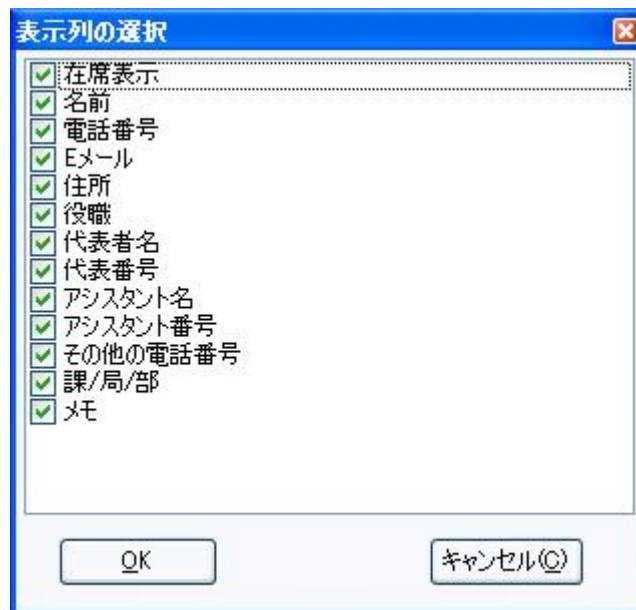 表示列の選択
在席表示
名前
電話番号
Eメール
住所
役職
代表者名
代表番号
アシスタント名
アシスタント番号
その他の電話番号
課/局/部
メモ
OK
キャンセル(C)